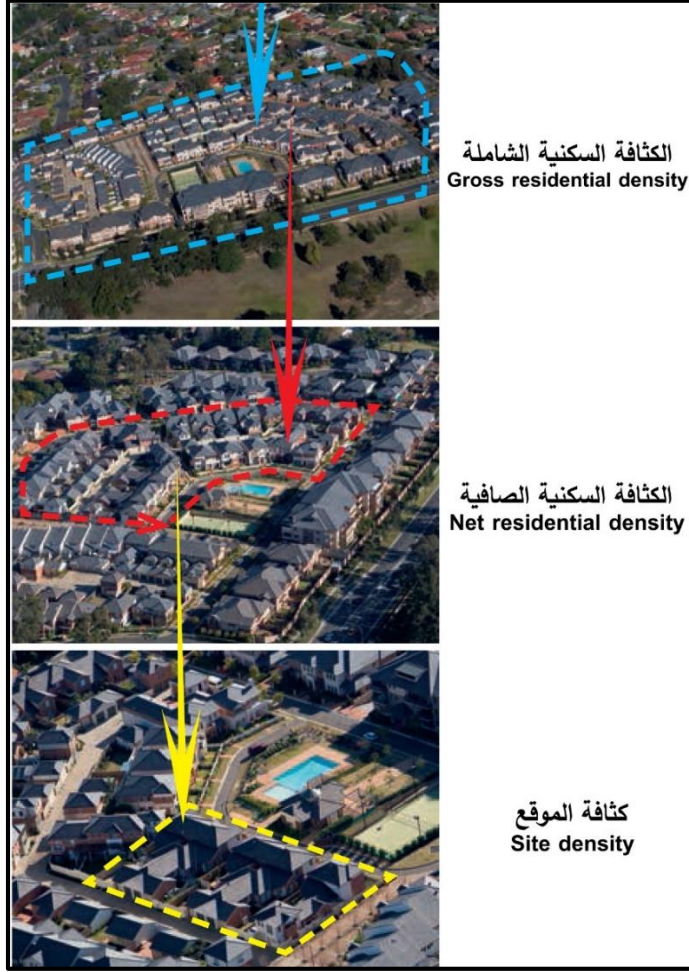 الكثافة السكنية الشاملة
Gross residential density
الكثافة السكنية الصافية
Net residential density
كثافة الموقع
Site density